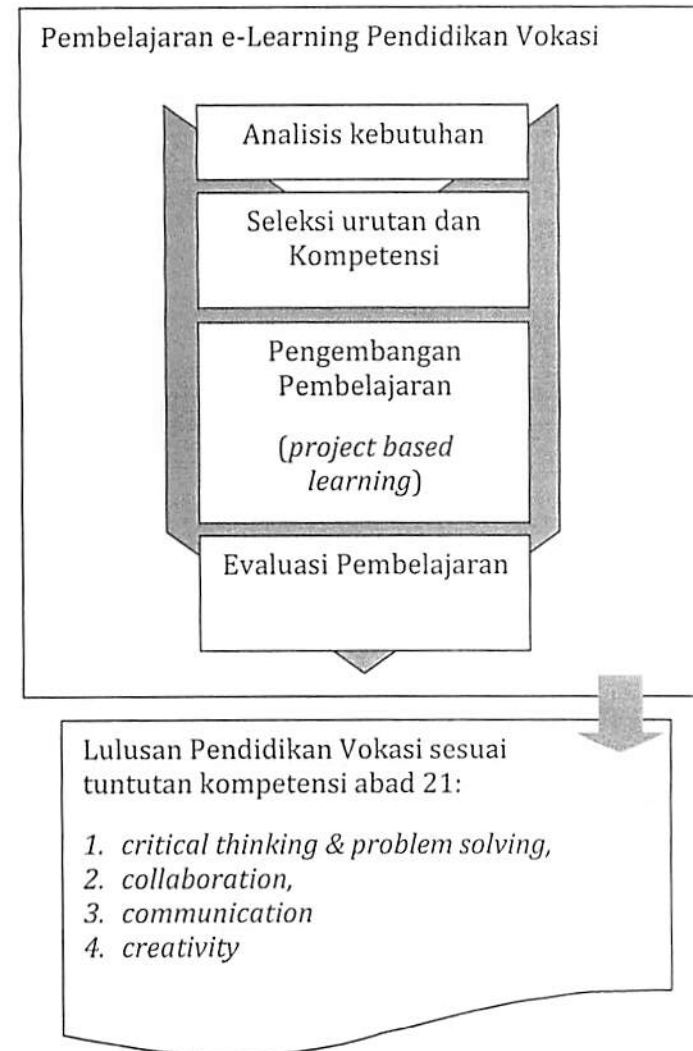 Pembelajaran e-Learning Pendidikan Vokasi
Analisis kebutuhan
Seleksi urutan dan
Kompetensi
Pengembangan
Pembelajaran
(project based
learning)
Evaluasi Pembelajaran
Lulusan Pendidikan Vokasi sesuai
tuntutan kompetensi abad 21:
1. critical thinking & problem solving,
2. collaboration,
3. communication
4. creativity